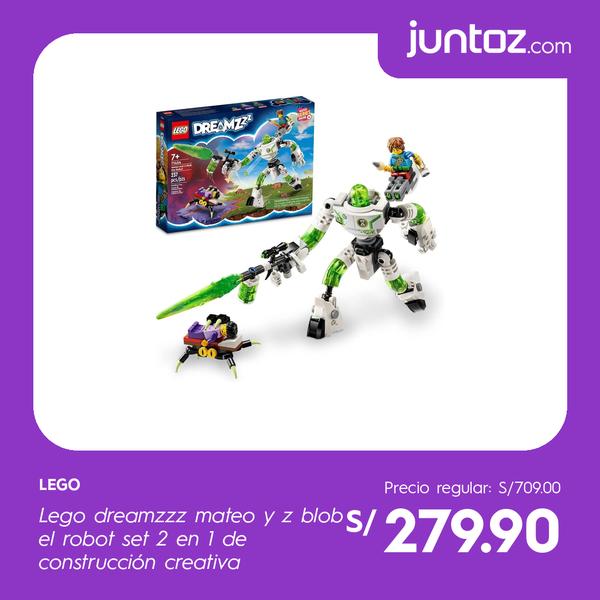 juntoz.com
LEGO
DREAMZzz
7+
237
LEGO
Precio regular: S/709.00
Lego dreamzzz mateo y z blob
el robot set 2 en 1 de
construcción creativa
S/ 279.90